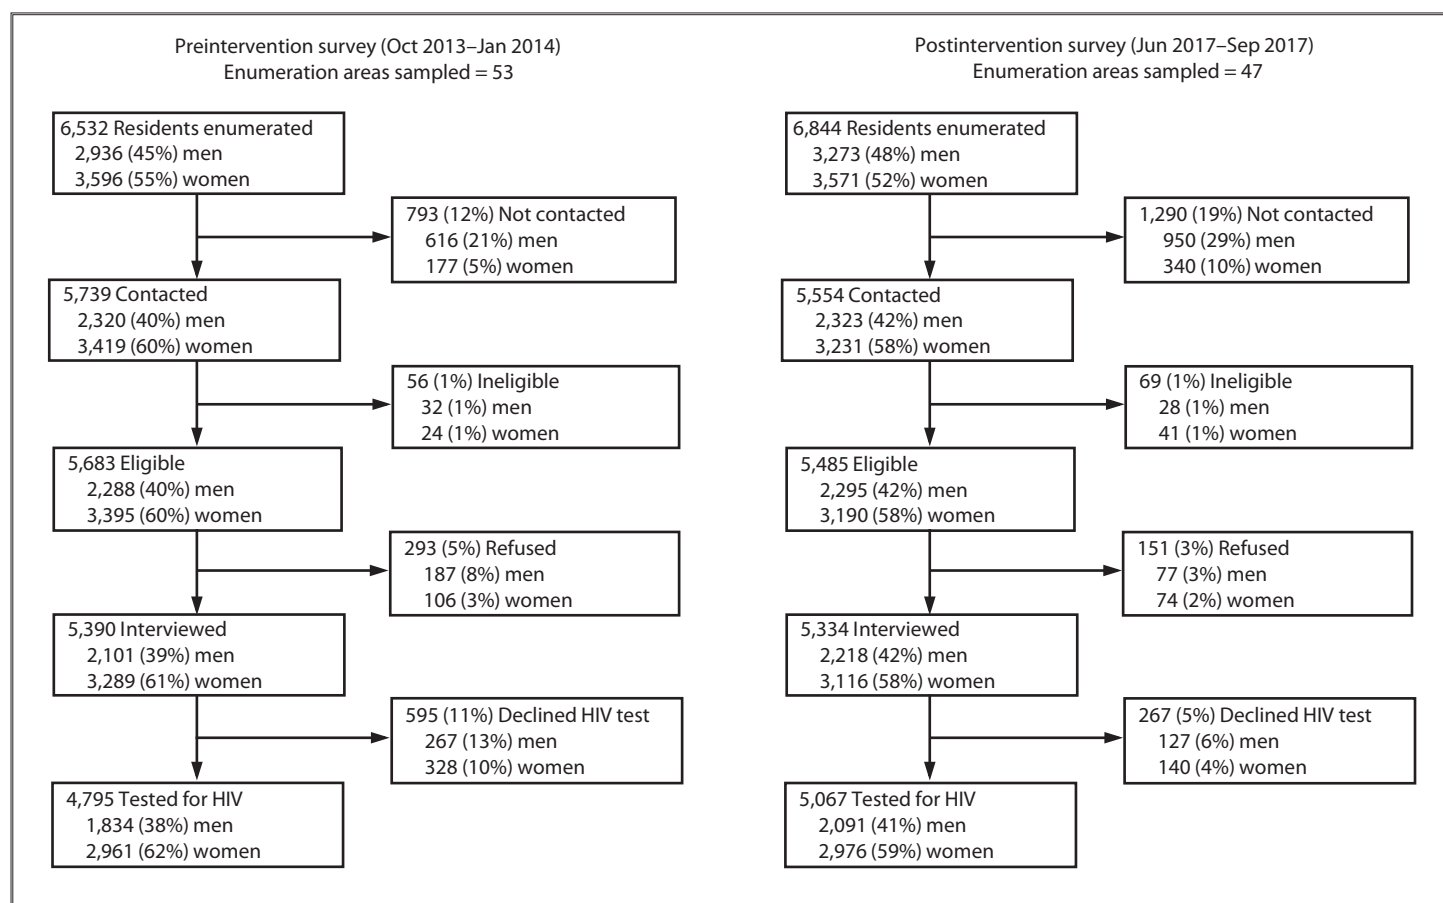 Preintervention survey (Oct 2013–Jan 2014)
Enumeration areas sampled = 53
6,532 Residents enumerated
2,936 (45%) men
3,596 (55%) women
793 (12%) Not contacted
616 (21%) men
177 (5%) women
5,739 Contacted
2,320 (40%) men
3,419 (60%) women
56 (1%) Ineligible
32 (1%) men
24 (1%) women
5,683 Eligible
2,288 (40%) men
3,395 (60%) women
293 (5%) Refused
187 (8%) men
106 (3%) women
5,390 Interviewed
2,101 (39%) men
3,289 (61%) women
595 (11%) Declined HIV test
267 (13%) men
328 (10%) women
4,795 Tested for HIV
1,834 (38%) men
2,961 (62%) women
Postintervention survey (Jun 2017–Sep 2017)
Enumeration areas sampled = 47
6,844 Residents enumerated
3,273 (48%) men
3,571 (52%) women
1,290 (19%) Not contacted
950 (29%) men
340 (10%) women
5,554 Contacted
2,323 (42%) men
3,231 (58%) women
69 (1%) Ineligible
28 (1%) men
41 (1%) women
5,485 Eligible
2,295 (42%) men
3,190 (58%) women
151 (3%) Refused
77 (3%) men
74 (2%) women
5,334 Interviewed
2,218 (42%) men
3,116 (58%) women
267 (5%) Declined HIV test
127 (6%) men
140 (4%) women
5,067 Tested for HIV
2,091 (41%) men
2,976 (59%) women